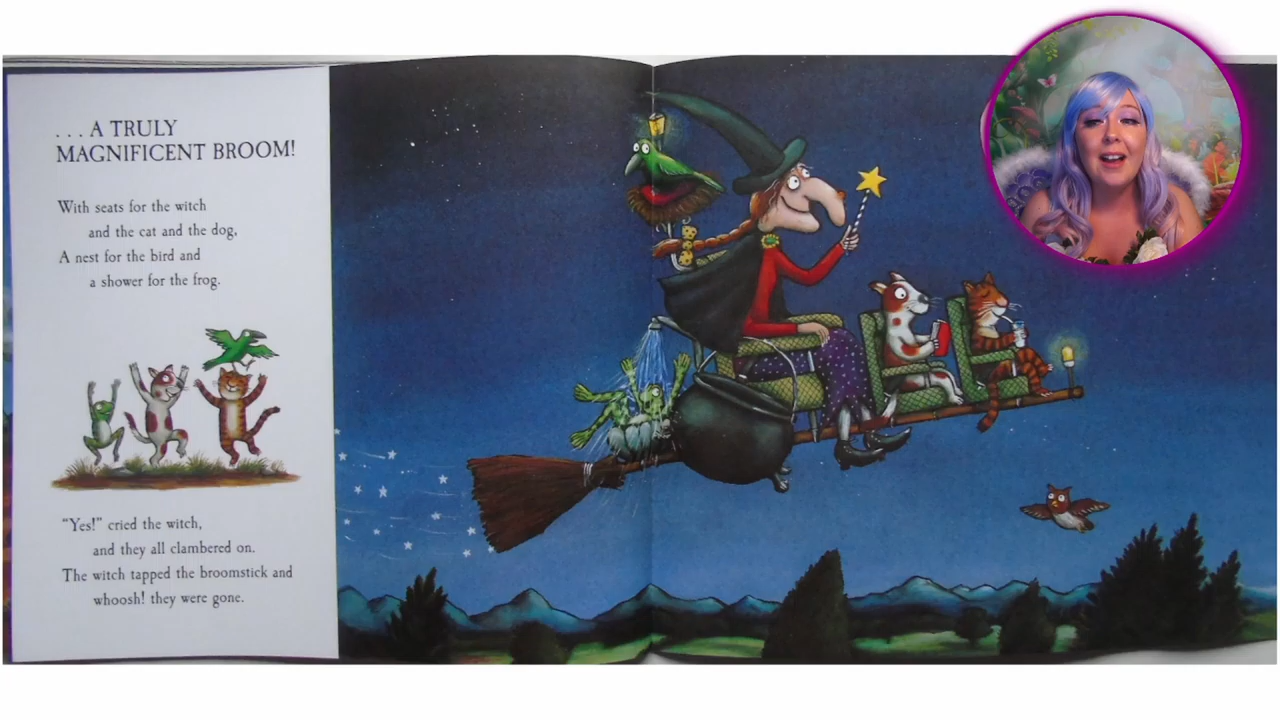 . . . A TRULY
MAGNIFICENT BROOM!
With seats for the witch
and the cat and the dog,
A nest for the bird and
a shower for the frog.
“Yes!” cried the witch,
and they all clambered on.
The witch tapped the broomstick and
whoosh! they were gone.